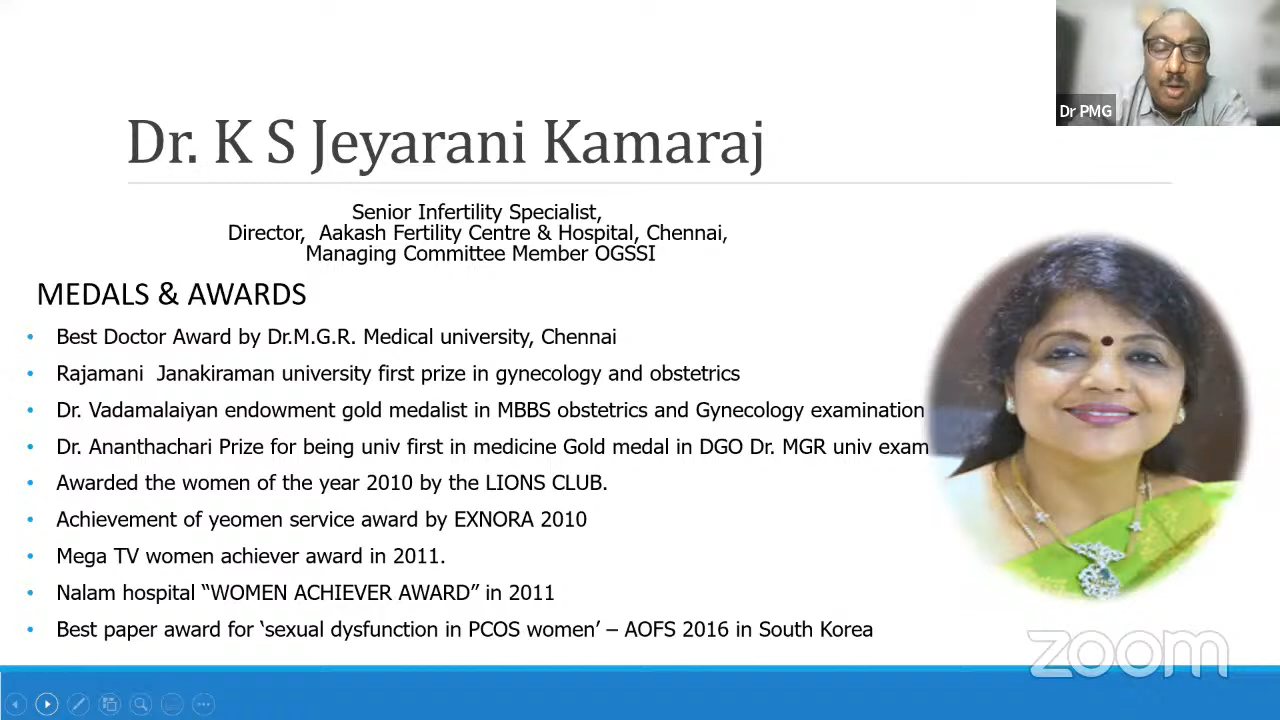 Dr PMG
Dr. K S Jeyarani Kamaraj
Senior Infertility Specialist,
Director, Aakash Fertility Centre & Hospital, Chennai,
Managing Committee Member OGSSI
MEDALS & AWARDS
• Best Doctor Award by Dr.M.G.R. Medical university, Chennai
• Rajamani Janakiraman university first prize in gynecology and obstetrics
• Dr. Vadamalaiyan endowment gold medalist in MBBS obstetrics and Gynecology examination
• Dr. Ananthachari Prize for being univ first in medicine Gold medal in DGO Dr. MGR univ exam
• Awarded the women of the year 2010 by the LIONS CLUB.
• Achievement of yeomen service award by EXNORA 2010
• Mega TV women achiever award in 2011.
• Nalam hospital “WOMEN ACHIEVER AWARD” in 2011
• Best paper award for ‘sexual dysfunction in PCOS women’ – AOFS 2016 in South Korea
zoom